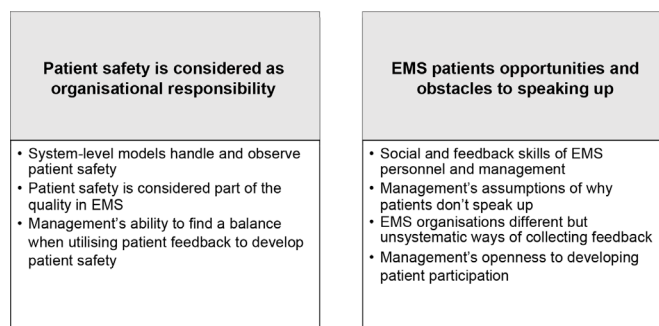 Patient safety is considered as
organisational responsibility
• System-level models handle and observe
patient safety
• Patient safety is considered part of the
quality in EMS
• Management's ability to find a balance
when utilising patient feedback to develop
patient safety
EMS patients opportunities and
obstacles to speaking up
• Social and feedback skills of EMS
personnel and management
• Management's assumptions of why
patients don't speak up
• EMS organisations different but
unsystematic ways of collecting feedback
• Management's openness to developing
patient participation